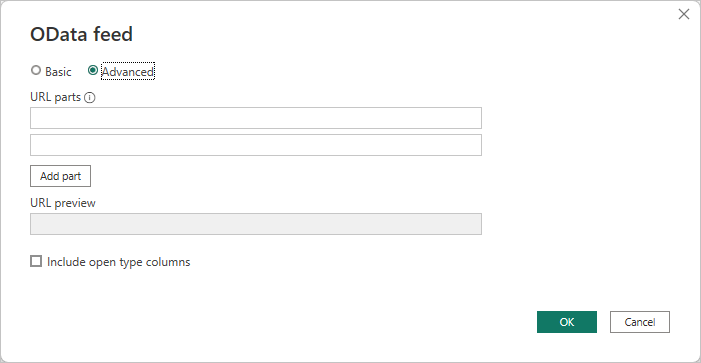 OData feed
Basic Advanced
URL parts
Add part
URL preview
Include open type columns
OK Cancel